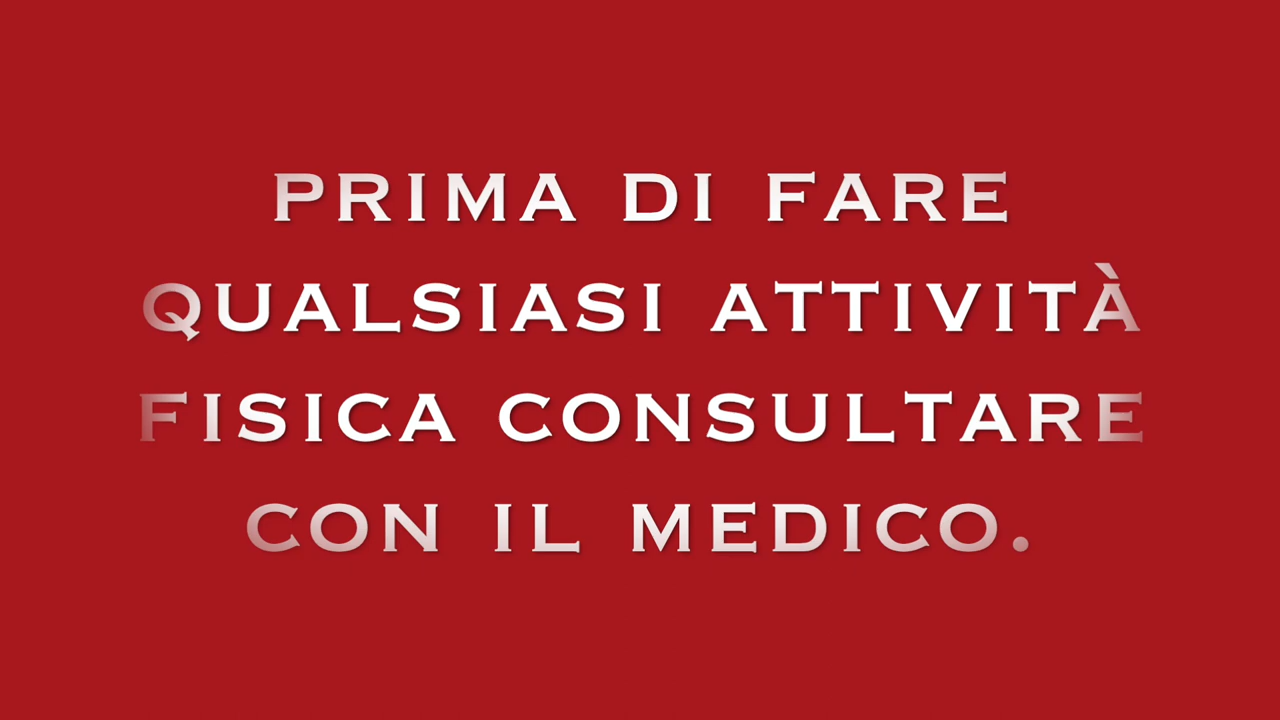 PRIMA DI FARE
QUALSIASI ATTIVITÀ
FISICA CONSULTARE
CON IL MEDICO.